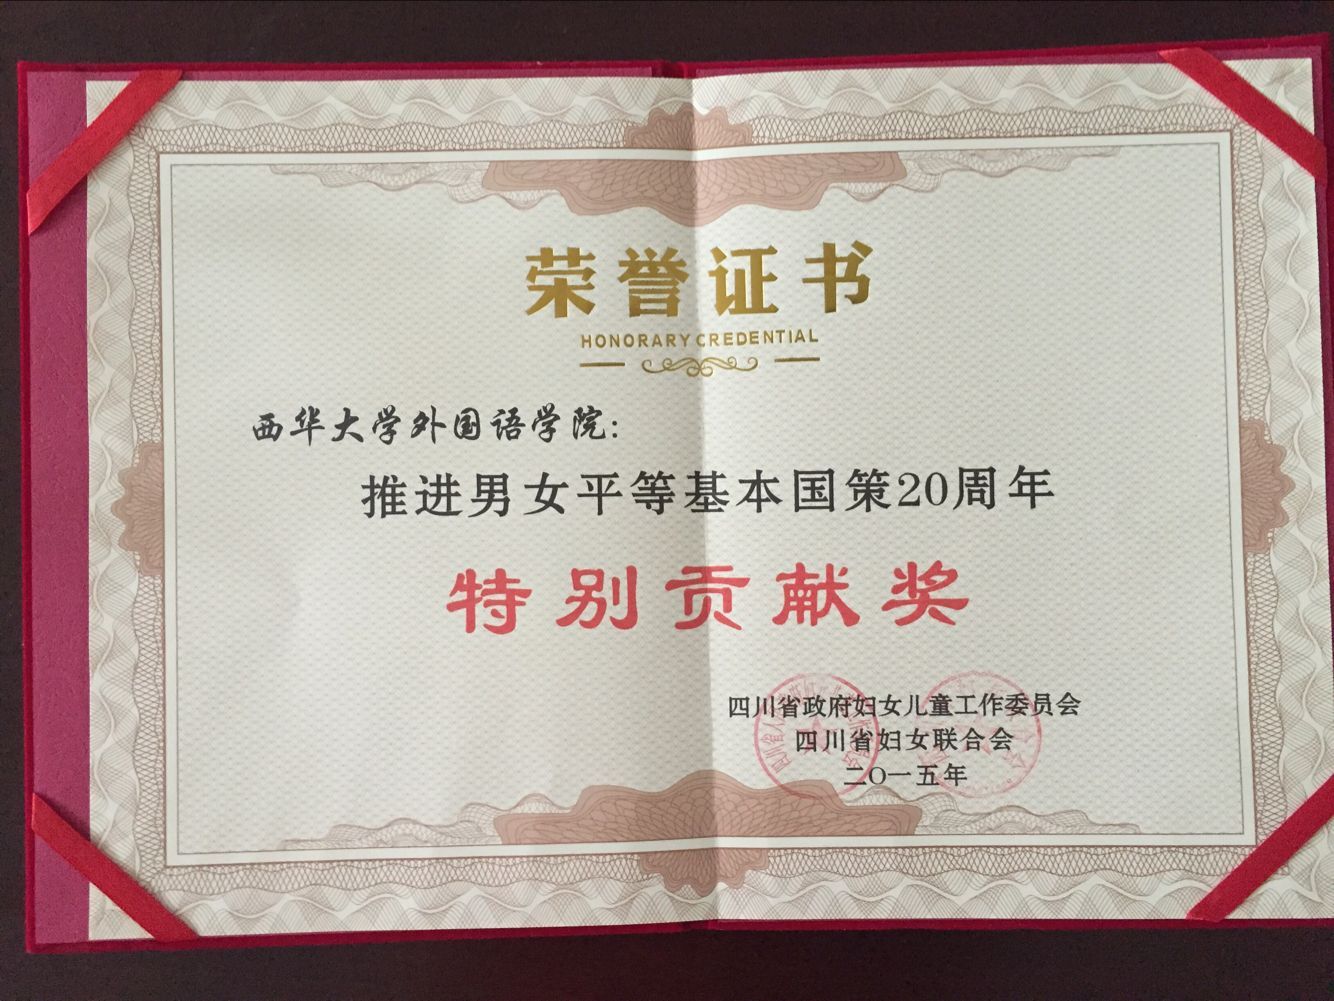 荣誉证书
HONORARY CREDENTIAL
西华大学外国语学院：
推进男女平等基本国策20周年
特别贡献奖
四川省政府妇女儿童工作委员会
四川省妇女联合会
二〇一五年